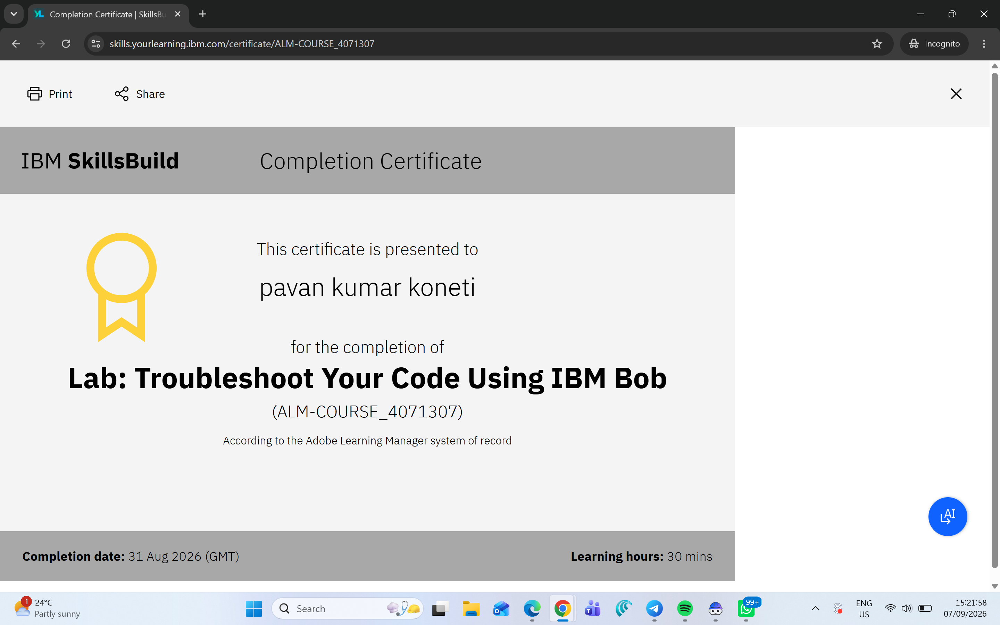 Completion Certificate | SkillsBu
skills.yourlearning.ibm.com/certificate/ALM-COURSE_4071307
Incognito
Print
Share
IBM SkillsBuild
Completion Certificate
This certificate is presented to
pavan kumar koneti
for the completion of
Lab: Troubleshoot Your Code Using IBM Bob
(ALM-COURSE_4071307)
According to the Adobe Learning Manager system of record
AI
Completion date: 31 Aug 2026 (GMT)
Learning hours: 30 mins
1
24°C
Partly sunny
Search
99+
ENG
US
15:21:58
07/09/2026